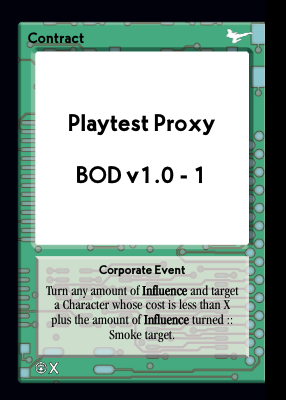 Contract
Playtest Proxy
BOD v1.0 - 1
Corporate Event
Turn any amount of Influence and target
a Character whose cost is less than X
plus the amount of Influence turned ::
Smoke target.
X